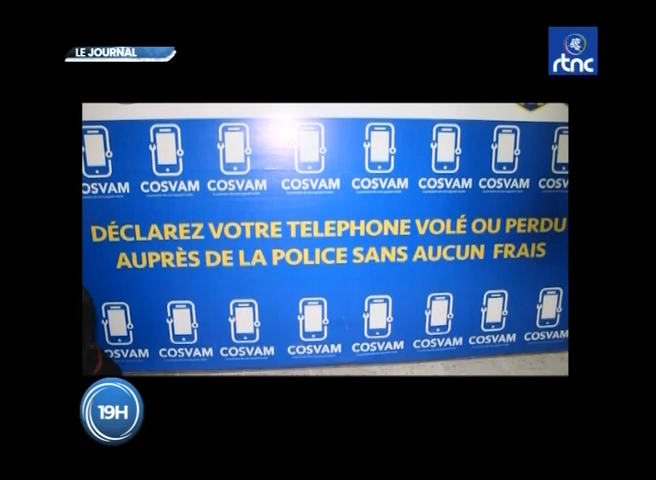 LE JOURNAL
rtnc
COSVAM COSVAM COSVAM COSVAM COSVAM COSVAM COSVAM
DÉCLAREZ VOTRE TELEPHONE VOLÉ OU PERDU
AUPRÈS DE LA POLICE SANS AUCUN FRAIS
COSVAM COSVAM COSVAM COSVAM COSVAM COSVAM COSVAM COSVAM
19H